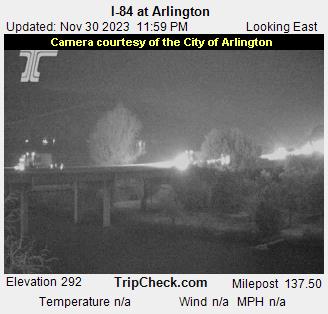 I-84 at Arlington
Updated: Nov 30 2023 11:59 PM Looking East
Camera courtesy of the City of Arlington
Elevation 292 TripCheck.com Milepost 137.50
Temperature n/a Wind n/a MPH n/a